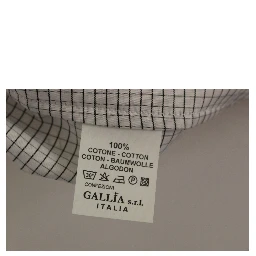 100%
COTONE - COTTON
COTON - BAUMWOLLE
ALGODON
CONFEZIONI
GALLIA s.r.l.
ITALIA